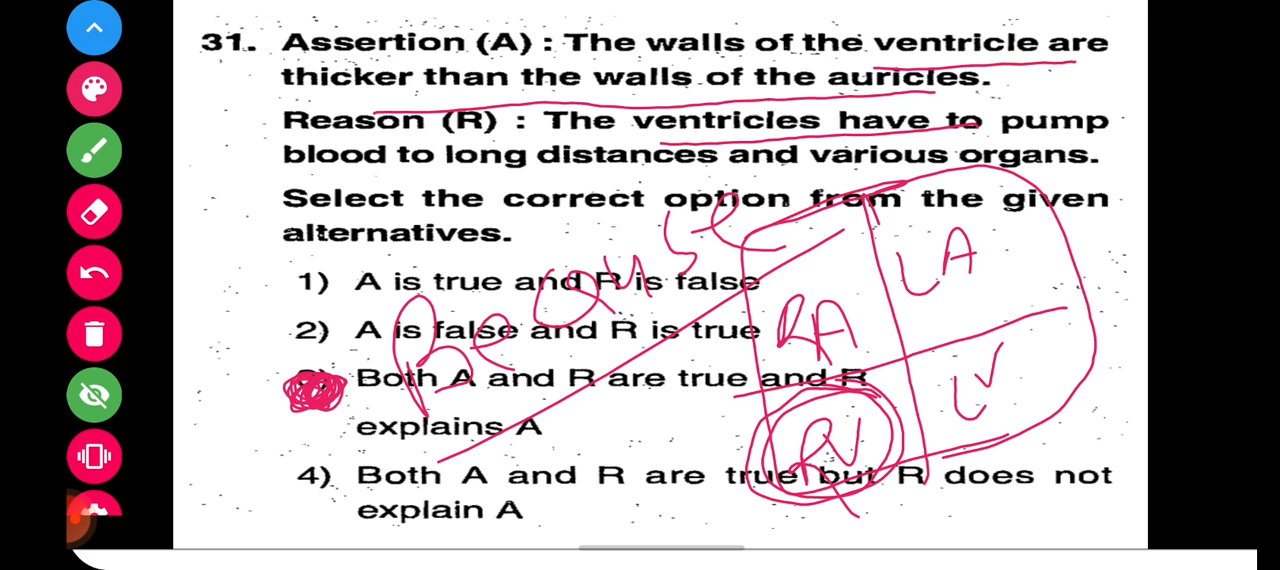 31. Assertion (A) : The walls of the ventricle are
thicker than the walls of the auricles.
Reason (R) : The ventricles have to pump
blood to long distances and various organs.
Select the correct option from the given
alternatives.
1) A is true and R is false
2) A is false and R is true
Both A and R are true and R
explains A
4) Both A and R are true but R does not
explain A
Because
LA
RA
LV
RV